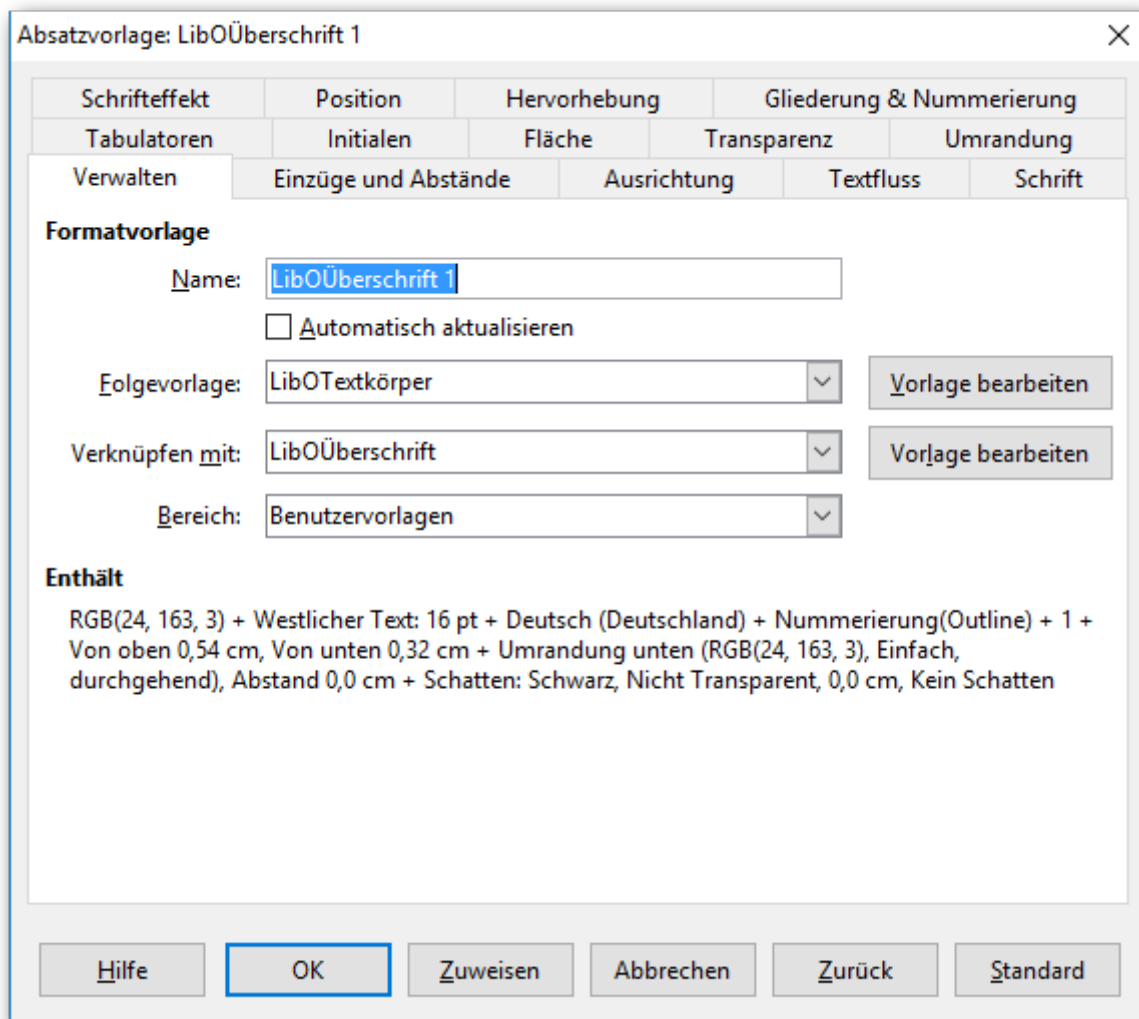 Absatzvorlage: LibOÜberschrift 1
Schrifteffekt Position Hervorhebung Gliederung & Nummerierung
Tabulatoren Initialen Fläche Transparenz Umrandung
Verwalten Einzüge und Abstände Ausrichtung Textfluss Schrift
Formatvorlage
Name: LibOÜberschrift 1
Automatisch aktualisieren
Folgevorlage: LibOTextkörper Vorlage bearbeiten
Verknüpfen mit: LibOÜberschrift Vorlage bearbeiten
Bereich: Benutzervorlagen
Enthält
RGB(24, 163, 3) + Westlicher Text: 16 pt + Deutsch (Deutschland) + Nummerierung(Outline) + 1 +
Von oben 0,54 cm, Von unten 0,32 cm + Umrandung unten (RGB(24, 163, 3), Einfach,
durchgehend), Abstand 0,0 cm + Schatten: Schwarz, Nicht Transparent, 0,0 cm, Kein Schatten
Hilfe OK Zuweisen Abbrechen Zurück Standard